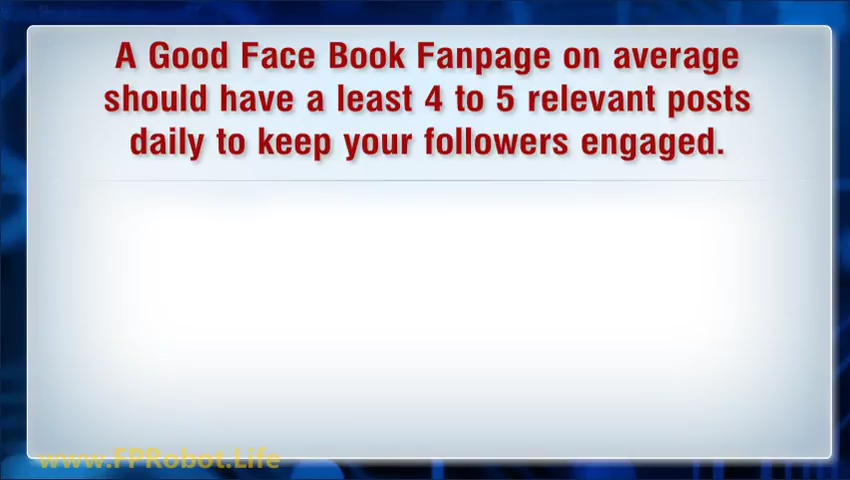 A Good Face Book Fanpage on average
should have a least 4 to 5 relevant posts
daily to keep your followers engaged.
www.FPRobot.Life